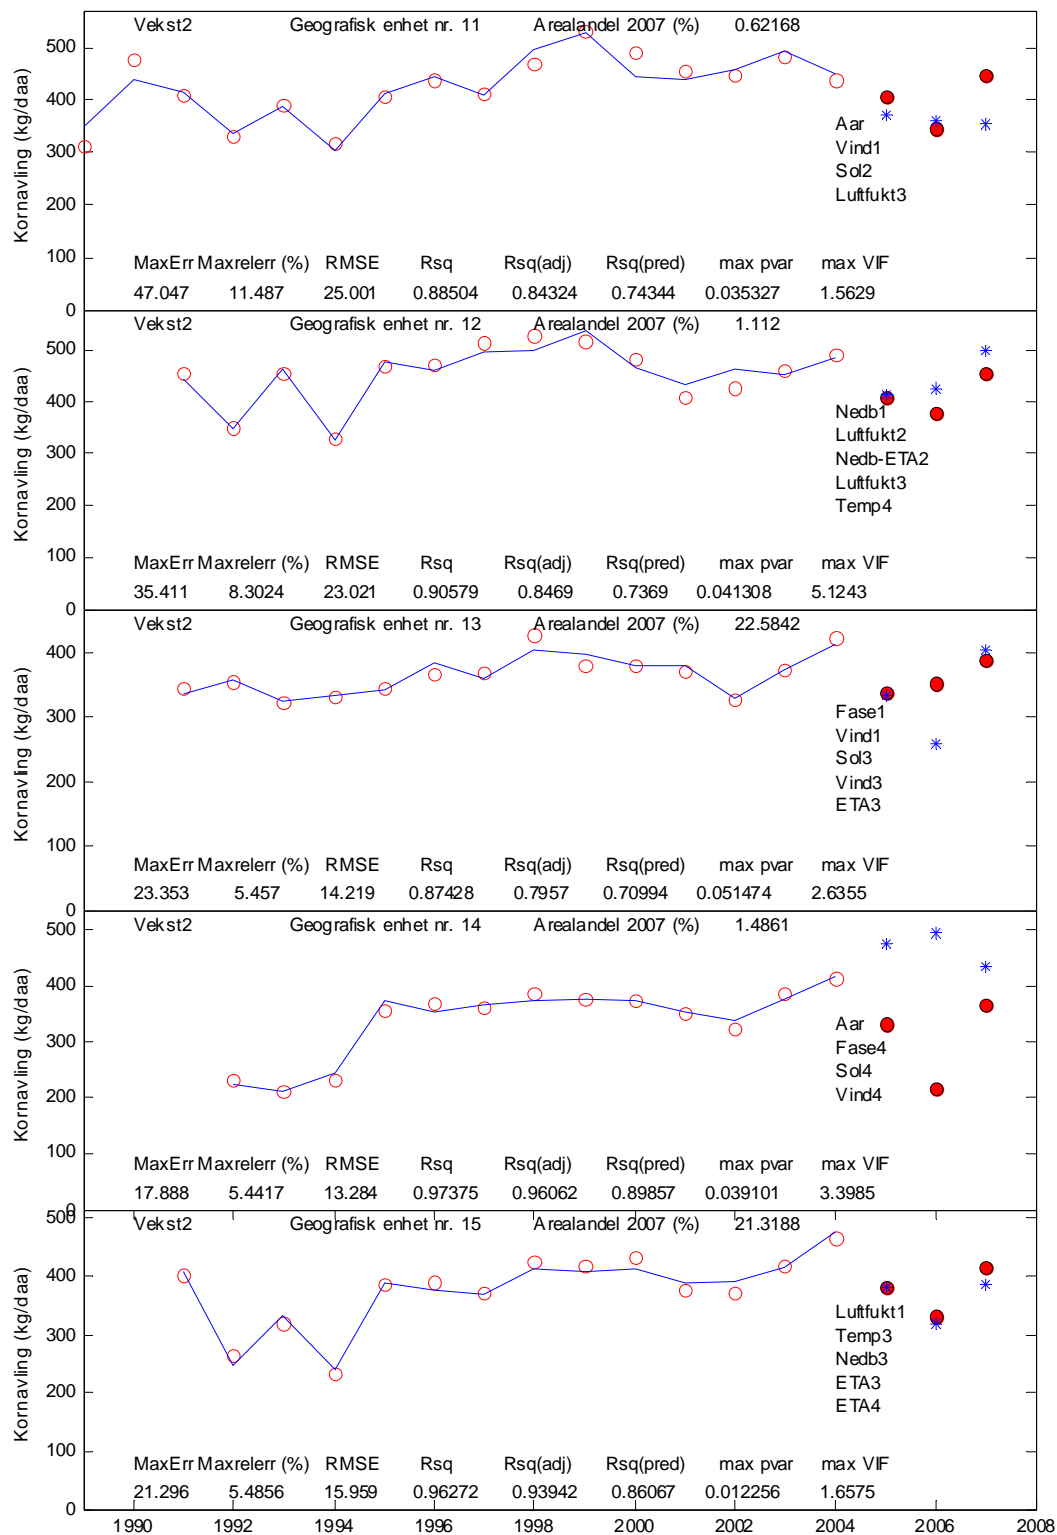 Vekst2 Geografisk enhet nr. 11 Arealandel 2007 (%) 0.62168
Kornavling (kg/daa)
500
400
300
200
100
0
Aar
Vind1
Sol2
Luftfukt3
MaxErr Maxrelerr (%) RMSE Rsq Rsq(adj) Rsq(pred) max pvar max VIF
47.047 11.487 25.001 0.88504 0.84324 0.74344 0.035327 1.5629
Vekst2 Geografisk enhet nr. 12 Arealandel 2007 (%) 1.112
Kornavling (kg/daa)
500
400
300
200
100
0
Nedb1
Luftfukt2
Nedb-ETA2
Luftfukt3
Temp4
MaxErr Maxrelerr (%) RMSE Rsq Rsq(adj) Rsq(pred) max pvar max VIF
35.411 8.3024 23.021 0.90579 0.8469 0.7369 0.041308 5.1243
Vekst2 Geografisk enhet nr. 13 Arealandel 2007 (%) 22.5842
Kornavling (kg/daa)
400
300
200
100
0
Fase1
Vind1
Sol3
Vind3
ETA3
MaxErr Maxrelerr (%) RMSE Rsq Rsq(adj) Rsq(pred) max pvar max VIF
23.353 5.457 14.219 0.87428 0.7957 0.70994 0.051474 2.6355
Vekst2 Geografisk enhet nr. 14 Arealandel 2007 (%) 1.4861
Kornavling (kg/daa)
500
400
300
200
100
0
Aar
Fase4
Sol4
Vind4
MaxErr Maxrelerr (%) RMSE Rsq Rsq(adj) Rsq(pred) max pvar max VIF
17.888 5.4417 13.284 0.97375 0.96062 0.89857 0.039101 3.3985
Vekst2 Geografisk enhet nr. 15 Arealandel 2007 (%) 21.3188
Kornavling (kg/daa)
500
400
300
200
100
0
Luftfukt1
Temp3
Nedb3
ETA3
ETA4
MaxErr Maxrelerr (%) RMSE Rsq Rsq(adj) Rsq(pred) max pvar max VIF
21.296 5.4856 15.959 0.96272 0.93942 0.86067 0.012256 1.6575
1990 1992 1994 1996 1998 2000 2002 2004 2006 2008